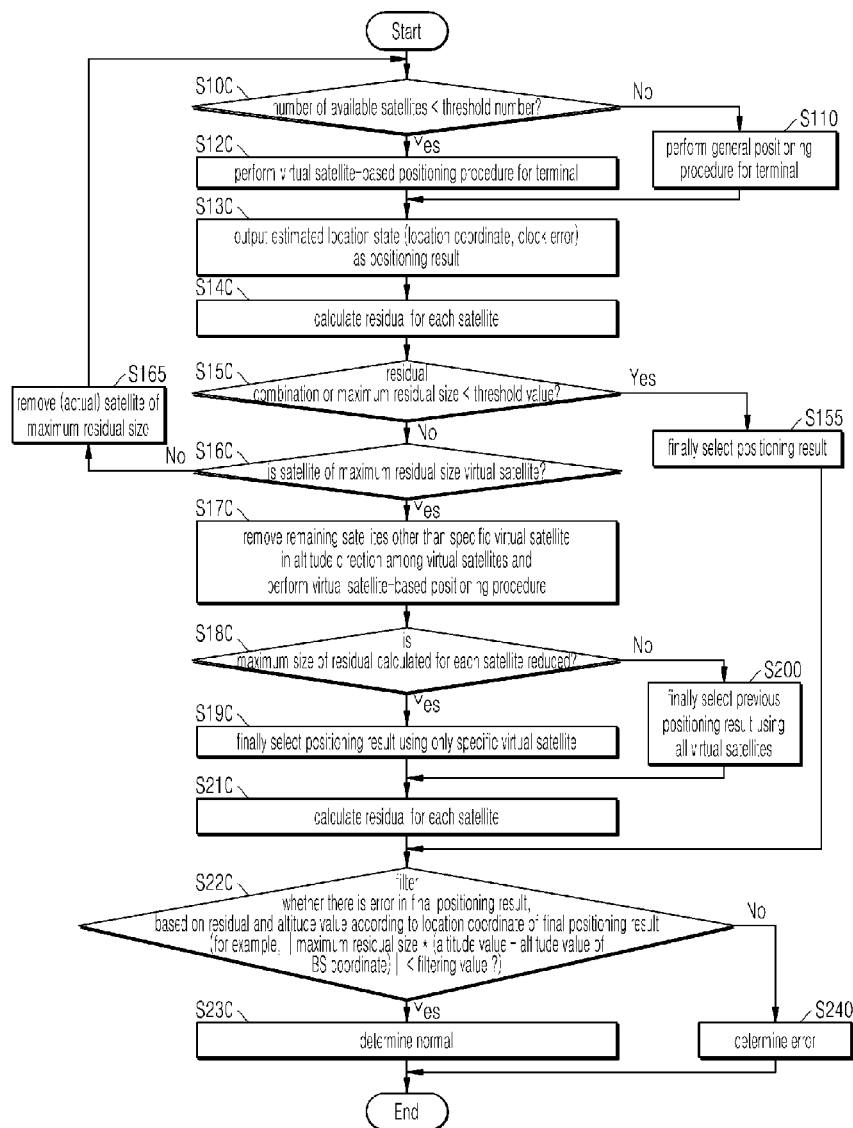 Start
S100
number of available satellites < threshold number?
No
S110
Yes
perform general positioning
procedure for terminal
S120
perform virtual satellite-based positioning procedure for terminal
S130
output estimated location state (location coordinate, clock error)
as positioning result
S140
calculate residual for each satellite
S150
residual
combination or maximum residual size < threshold value?
Yes
S165
remove (actual) satellite of
maximum residual size
S155
finally select positioning result
No
S160
No
is satellite of maximum residual size virtual satellite?
Yes
S170
remove remaining satellites other than specific virtual satellite
in altitude direction among virtual satellites and
perform virtual satellite-based positioning procedure
S180
is
maximum size of residual calculated for each satellite reduced?
No
S200
finally select previous
positioning result using
all virtual satellites
Yes
S190
finally select positioning result using only specific virtual satellite
S210
calculate residual for each satellite
S220
filter
whether there is error in final positioning result,
based on residual and altitude value according to location coordinate of final positioning result
(for example, | maximum residual size * (altitude value - altitude value of
BS coordinate) | < filtering value ?)
No
Yes
S230
determine normal
S240
determine error
End